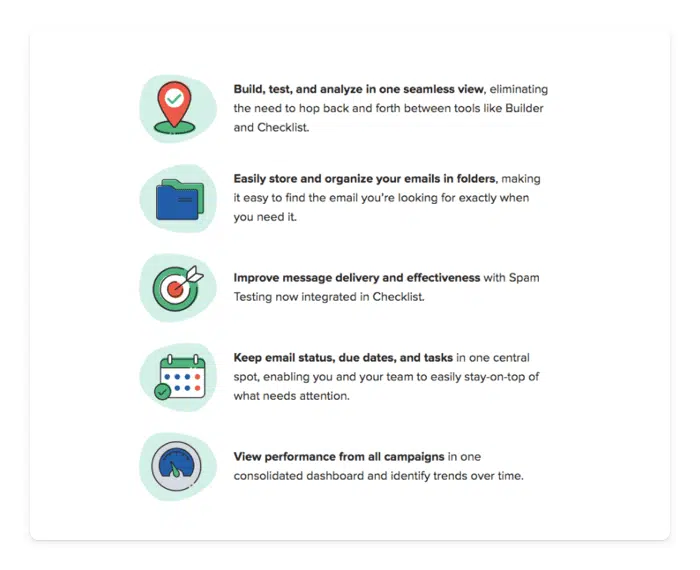 Build, test, and analyze in one seamless view, eliminating
the need to hop back and forth between tools like Builder
and Checklist.
Easily store and organize your emails in folders, making
it easy to find the email you’re looking for exactly when
you need it.
Improve message delivery and effectiveness with Spam
Testing now integrated in Checklist.
Keep email status, due dates, and tasks in one central
spot, enabling you and your team to easily stay-on-top of
what needs attention.
View performance from all campaigns in one
consolidated dashboard and identify trends over time.